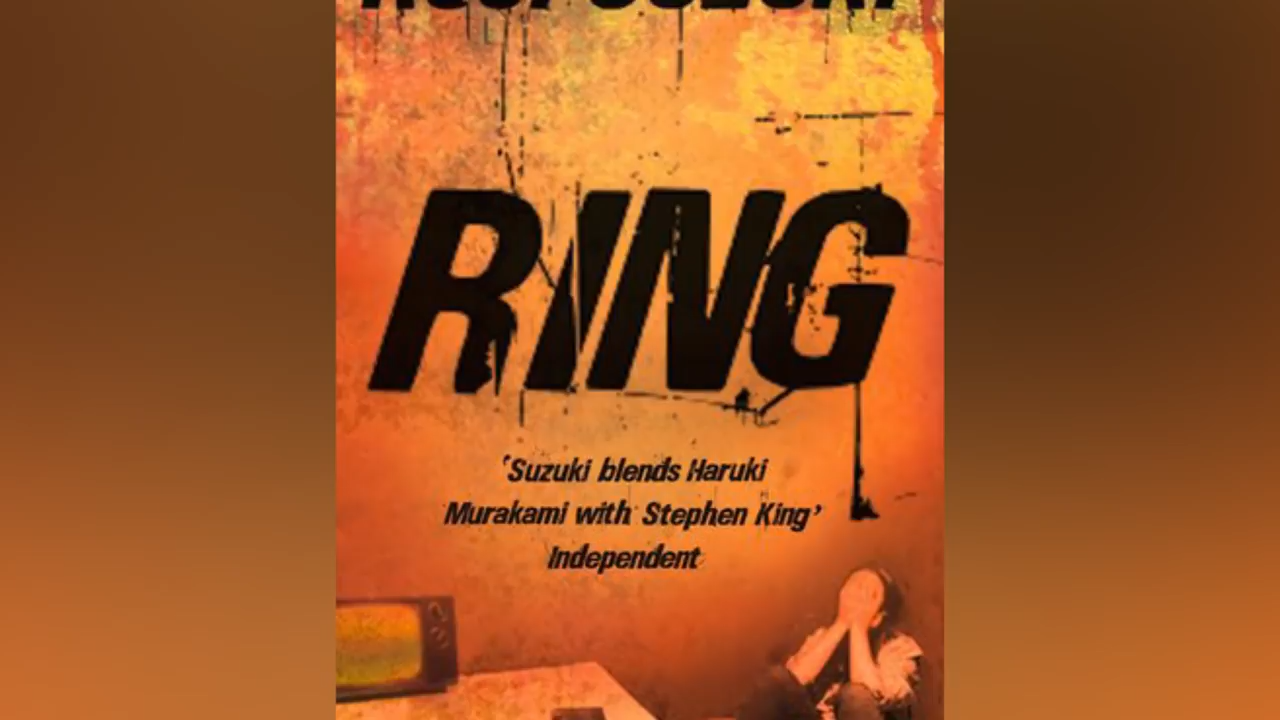 RING
‘Suzuki blends Haruki
Murakami with Stephen King’
Independent